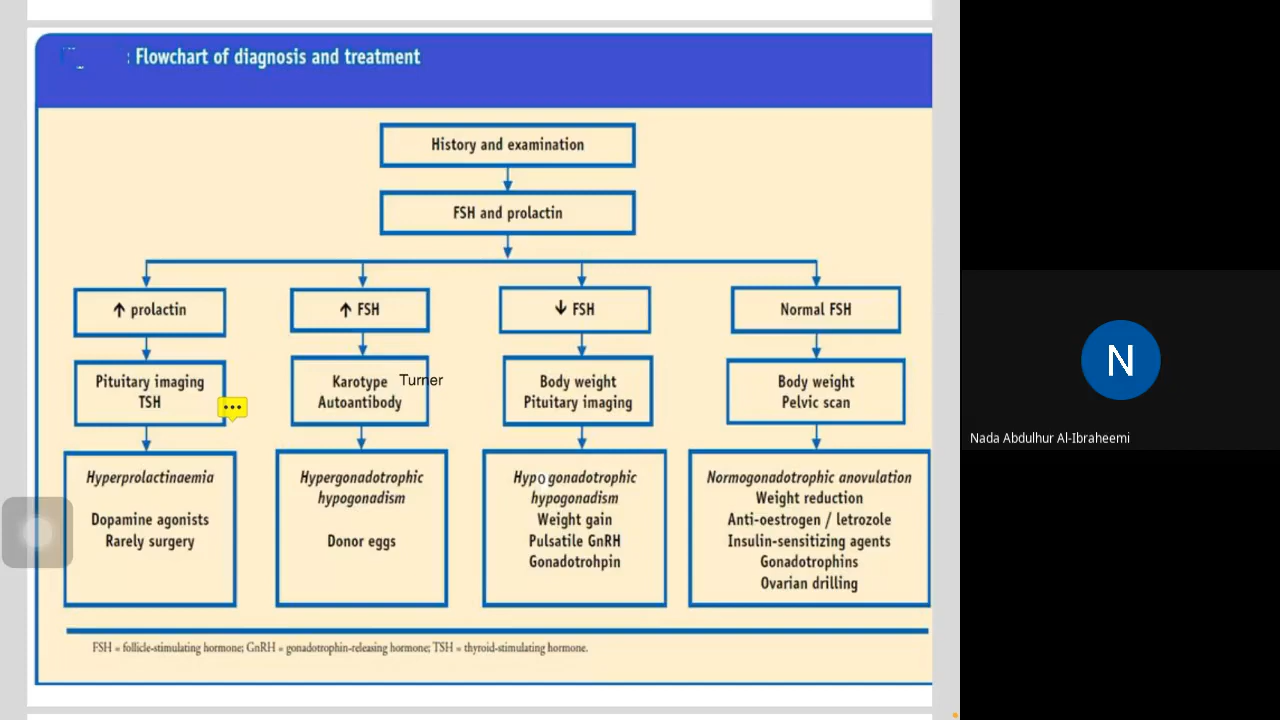 : Flowchart of diagnosis and treatment
History and examination
FSH and prolactin
↑ prolactin
↑ FSH
↓ FSH
Normal FSH
Pituitary imaging
TSH
Karotype
Autoantibody
Turner
Body weight
Pituitary imaging
Body weight
Pelvic scan
Hyperprolactinaemia
Dopamine agonists
Rarely surgery
Hypergonadotrophic
hypogonadism
Donor eggs
Hypogonadotrophic
hypogonadism
Weight gain
Pulsatile GnRH
Gonadotrohpin
Normogonadotrophic anovulation
Weight reduction
Anti-oestrogen / letrozole
Insulin-sensitizing agents
Gonadotrophins
Ovarian drilling
FSH = follicle-stimulating hormone; GnRH = gonadotrophin-releasing hormone; TSH = thyroid-stimulating hormone.
N
Nada Abdulhur Al-Ibraheemi